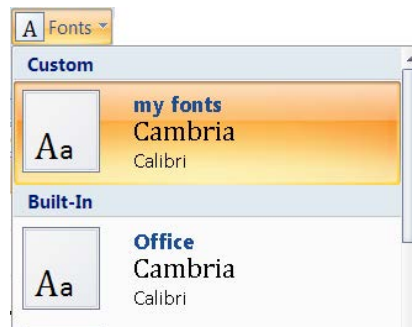 A Fonts
Custom
my fonts
Cambria
Calibri
Aa
Built-In
Office
Cambria
Calibri
Aa